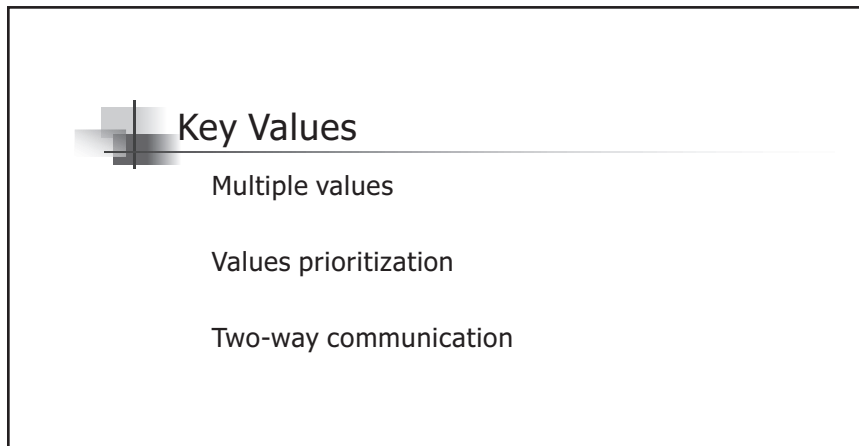 Key Values
Multiple values
Values prioritization
Two-way communication